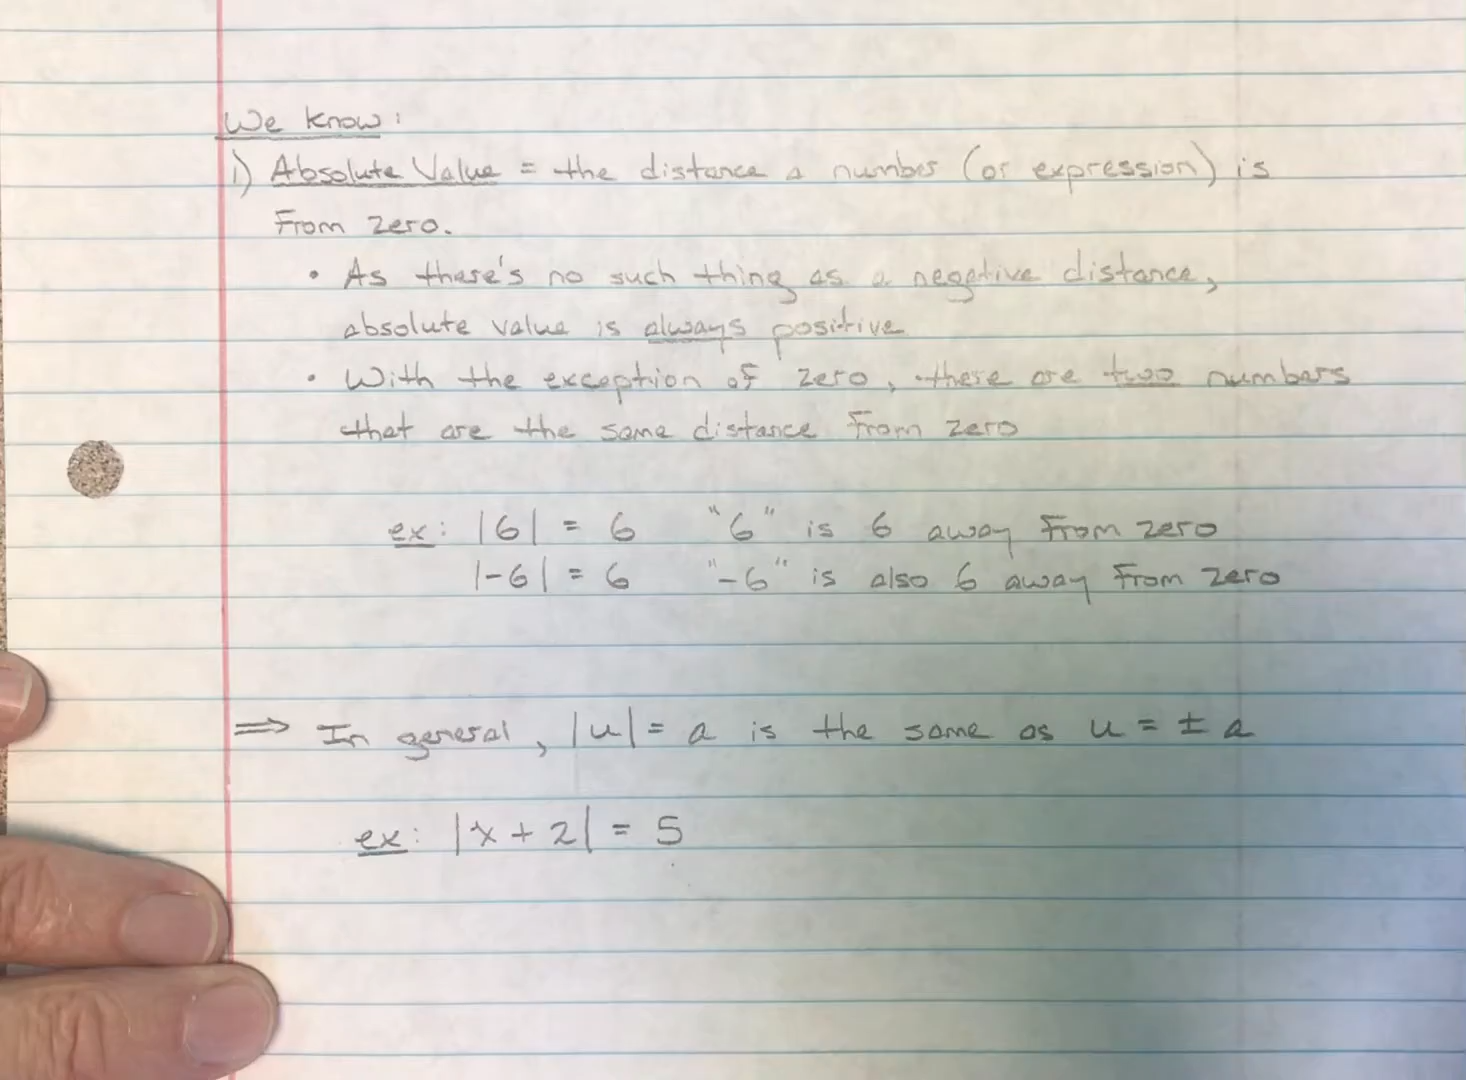 We know:
1) Absolute Value = the distance a number (or expression) is
from zero.
• As there's no such thing as a negative distance,
absolute value is always positive
• With the exception of zero, there are two numbers
that are the same distance from zero
ex: |6| = 6 "6" is 6 away from zero
|-6| = 6 "-6" is also 6 away from zero
⇒ In general, |u| = a is the same as u = ± a
ex: |x + 2| = 5